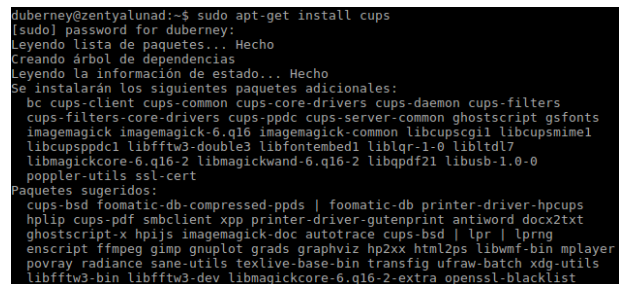 duberney@zentyalunad:~$ sudo apt-get install cups
[sudo] password for duberney:
Leyendo lista de paquetes... Hecho
Creando árbol de dependencias
Leyendo la información de estado... Hecho
Se instalarán los siguientes paquetes adicionales:
  bc cups-client cups-common cups-core-drivers cups-daemon cups-filters
  cups-filters-core-drivers cups-ppdc cups-server-common ghostscript gsfonts
  imagemagick imagemagick-6.q16 imagemagick-common libcupscgi1 libcupsmime1
  libcupsppdc1 libfftw3-double3 libfontembed1 liblqr-1-0 libltdl7
  libmagickcore-6.q16-2 libmagickwand-6.q16-2 libqpdf21 libusb-1.0-0
  poppler-utils ssl-cert
Paquetes sugeridos:
  cups-bsd foomatic-db-compressed-ppds | foomatic-db printer-driver-hpcups
  hplip cups-pdf smbclient xpp printer-driver-gutenprint antiword docx2txt
  ghostscript-x hpijs imagemagick-doc autotrace cups-bsd | lpr | lprng
  enscript ffmpeg gimp gnuplot grads graphviz hp2xx html2ps libwmf-bin mplayer
  povray radiance sane-utils texlive-base-bin transfig ufraw-batch xdg-utils
  libfftw3-bin libfftw3-dev libmagickcore-6.q16-2-extra openssl-blacklist